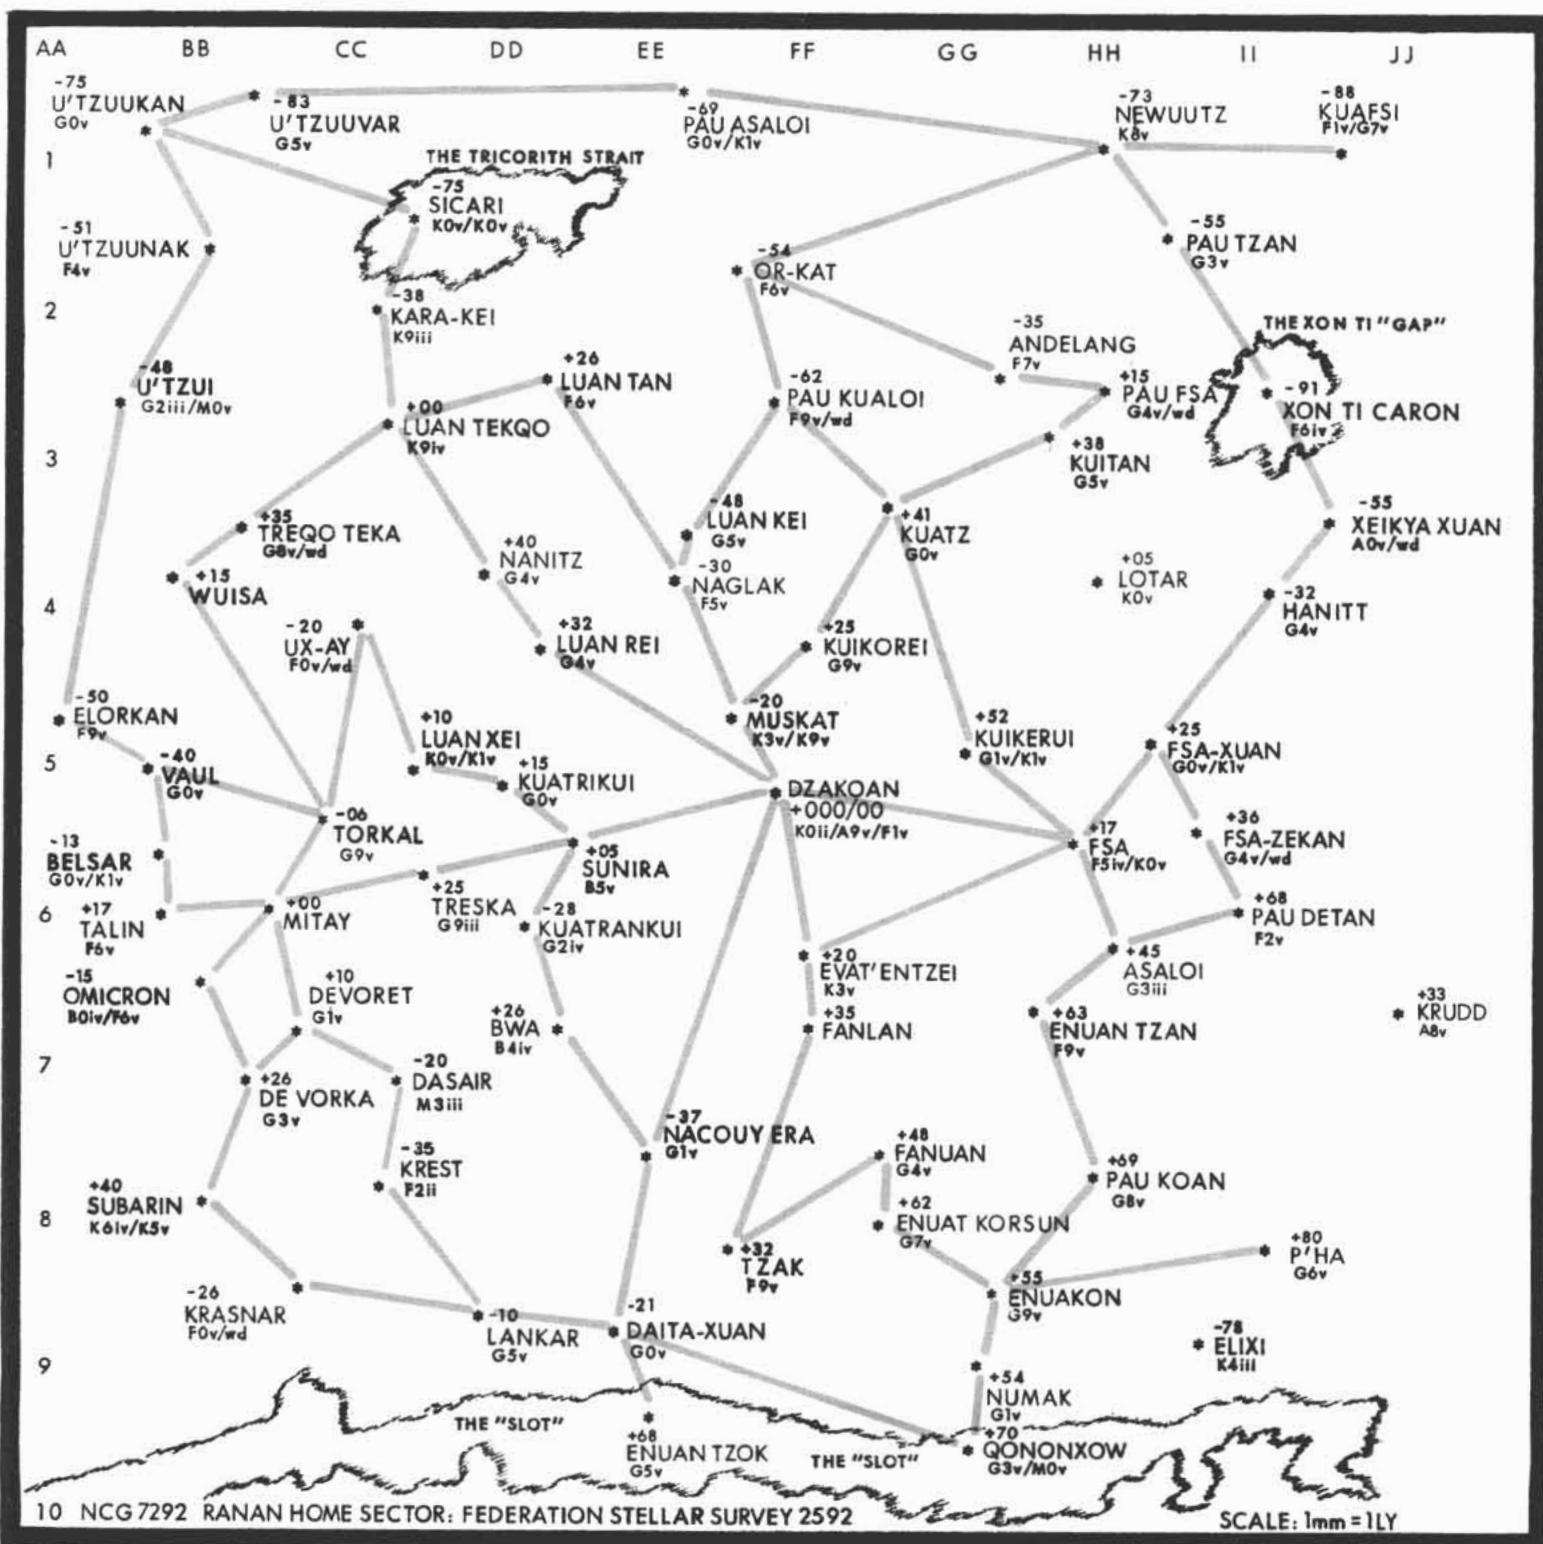 AA BB CC DD EE FF GG HH II JJ
-75
U'TZUUKAN
G0v
-83
U'TZUUVAR
G5v
-69
PAU ASALOI
G0v/K1v
-73
NEWUUTZ
K8v
-88
KUAFSI
F1v/G7v
1
THE TRICORITH STRAIT
-75
SICARI
K0v/K0v
-51
U'TZUUNAK
F4v
-54
OR-KAT
F6v
-55
PAU TZAN
G3v
2
-38
KARA-KEI
K9iii
-35
ANDELANG
F7v
THE XON TI "GAP"
-48
U'TZUI
G2iii/M0v
+26
LUAN TAN
F6v
-62
PAU KUALOI
F9v/wd
+15
PAU FSA
G4v/wd
-91
XON TI CARON
F6iv
+00
LUAN TEKQO
K9iv
3
+38
KUITAN
G5v
+35
TREQO TEKA
G8v/wd
-48
LUAN KEI
G5v
+41
KUATZ
G0v
-55
XEIKYA XUAN
A0v/wd
+40
NANITZ
G4v
+15
WUISA
-30
NAGLAK
F5v
+05
LOTAR
K0v
-32
HANITT
G4v
4
-20
UX-AY
F0v/wd
+32
LUAN REI
G4v
+25
KUIKOREI
G9v
-50
ELORKAN
F9v
+10
LUAN XEI
K0v/K1v
-20
MUSKAT
K3v/K9v
+52
KUIKERUI
G1v/K1v
+25
FSA-XUAN
G0v/K1v
5
-40
VAUL
G0v
+15
KUATRIKUI
G0v
DZAKOAN
+000/00
K0ii/A9v/F1v
-06
TORKAL
G9v
+17
FSA
F5iv/K0v
+36
FSA-ZEKAN
G4v/wd
-13
BELSAR
G0v/K1v
+05
SUNIRA
B5v
6
+17
TALIN
F6v
+00
MITAY
+25
TRESKA
G9iii
-28
KUATRANKUI
G2iv
+68
PAU DETAN
F2v
+20
EVAT'ENTZEI
K3v
+45
ASALOI
G3iii
-15
OMICRON
B0iv/F6v
+10
DEVORET
G1v
+26
BWA
B4iv
+35
FANLAN
+63
ENUAN TZAN
F9v
+33
KRUDD
A8v
7
+26
DE VORKA
G3v
-20
DASAIR
M3iii
-37
NACOUY ERA
G1v
+48
FANUAN
G4v
-35
KREST
F2ii
+69
PAU KOAN
G8v
8
+40
SUBARIN
K6iv/K5v
+62
ENUAT KORSUN
G7v
+32
TZAK
F9v
+80
P'HA
G6v
-26
KRASNAR
F0v/wd
-10
LANKAR
G5v
-21
DAITA-XUAN
G0v
+55
ENUAKON
G9v
-78
ELIXI
K4iii
9
+54
NUMAK
G1v
THE "SLOT"
+68
ENUAN TZOK
G5v
THE "SLOT"
+70
QONONXOW
G3v/M0v
10 NCG 7292 RANAN HOME SECTOR: FEDERATION STELLAR SURVEY 2592
SCALE: 1mm = 1LY